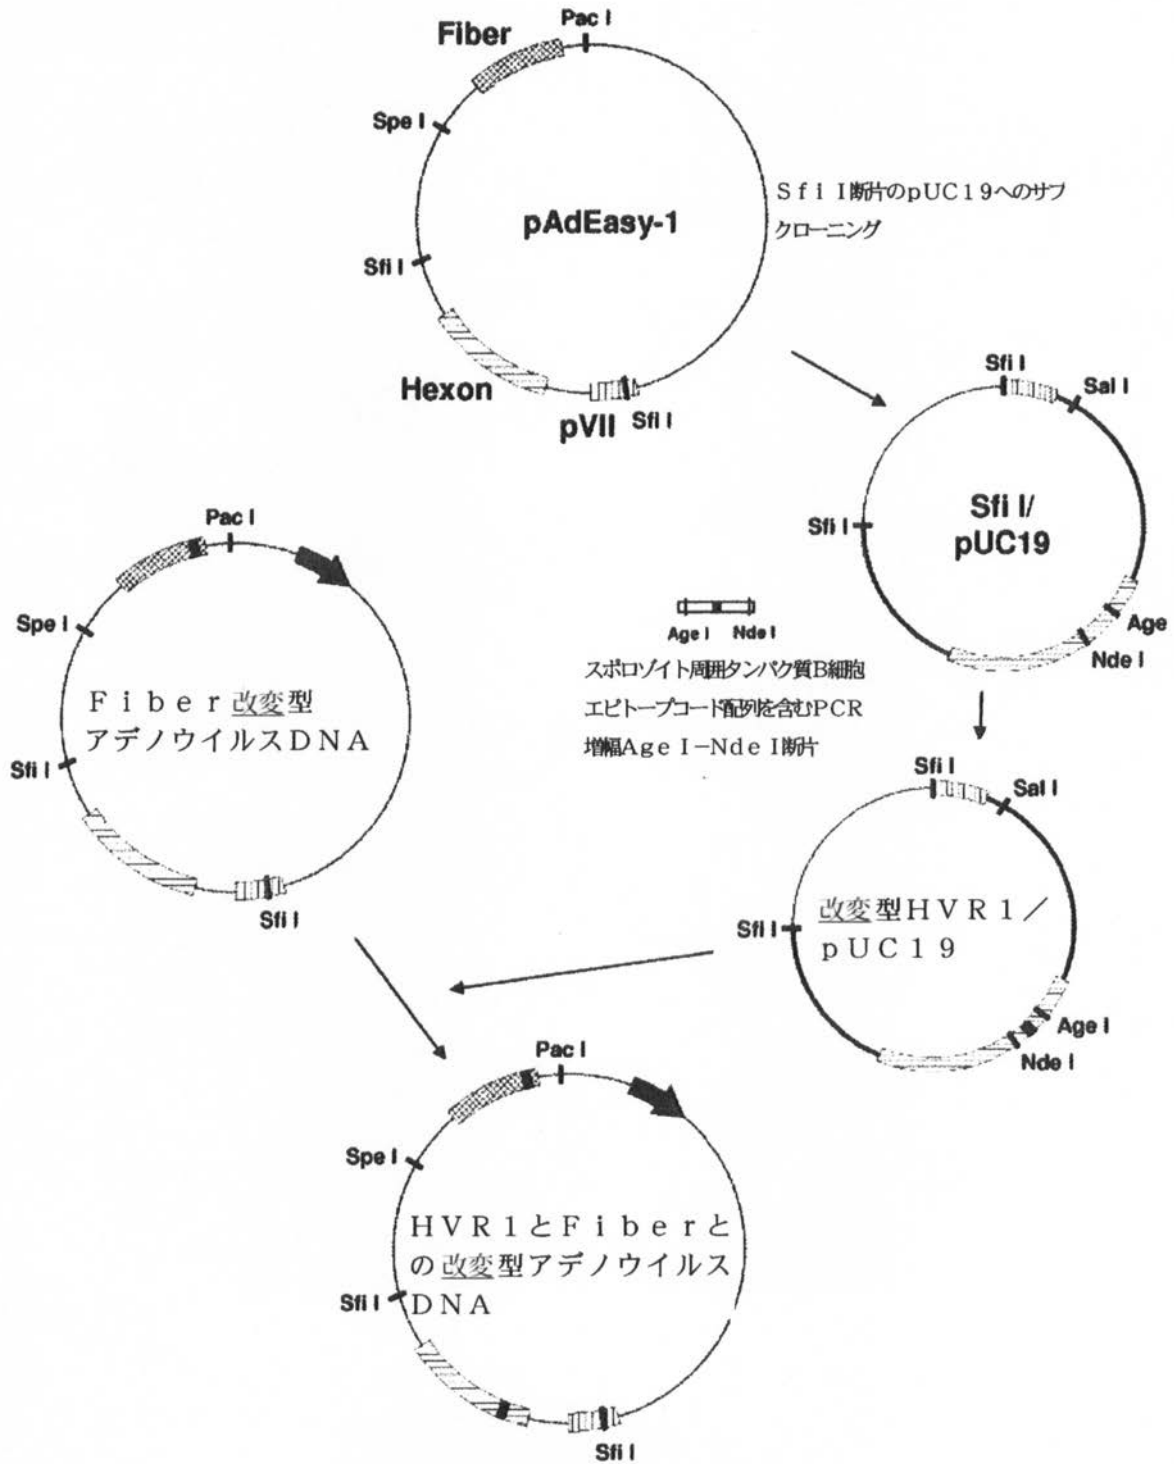 Pac I
Fiber
Spe I
pAdEasy-1
Sfi I断片のpUC19へのサブ
クローニング
Sfi I
Hexon
pVII
Sfi I
Sfi I
Sal I
Sfi I
Sfi I/
pUC19
Age
Nde I
Age I
Nde I
スポロゾイト周囲タンパク質B細胞
エピトープコード配列を含むPCR
増幅Age I-Nde I断片
Pac I
Spe I
Fiber改変型
アデノウイルスDNA
Sfi I
Sfi I
Sfi I
Sal I
Sfi I
改変型HVR1/
pUC19
Age I
Nde I
Pac I
Spe I
HVR1とFiberと
の改変型アデノウイルス
DNA
Sfi I
Sfi I